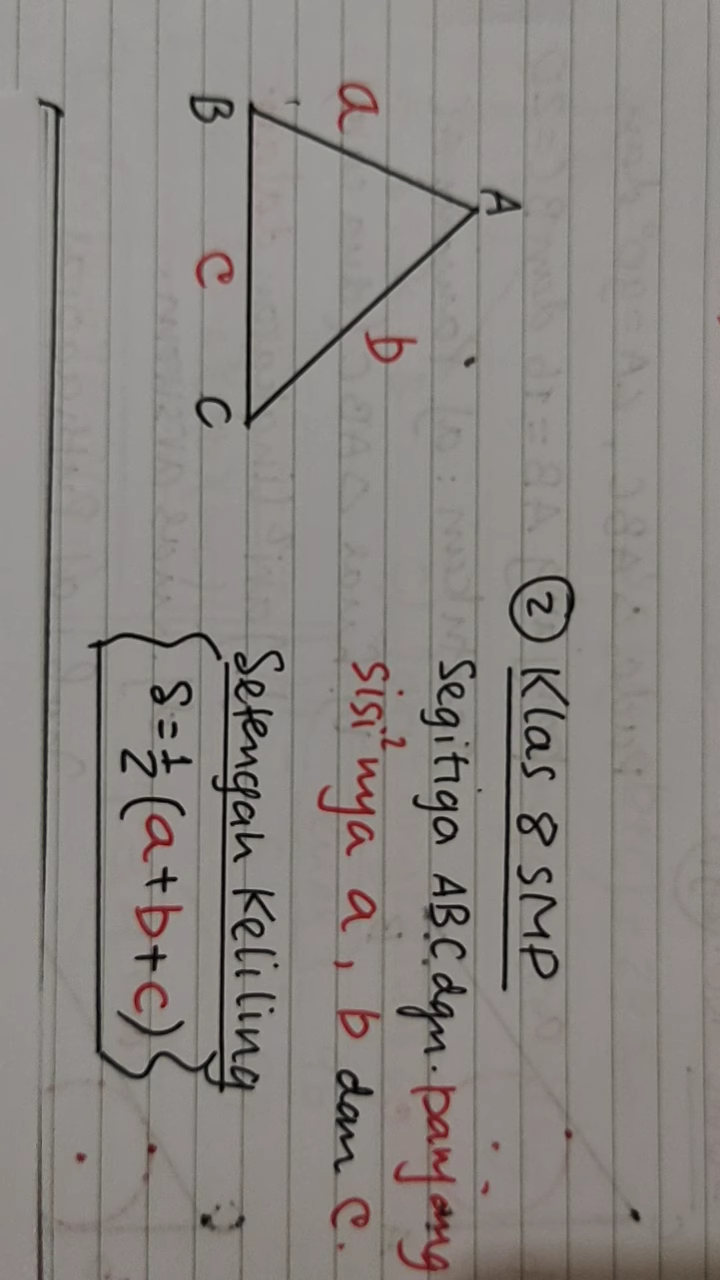 ② Klas 8 SMP
Segitiga ABC dgn. panjang
sisi²nya a, b dan c.
A
a
b
B
c
C
Setengah Keliling
s = 1/2 (a+b+c)